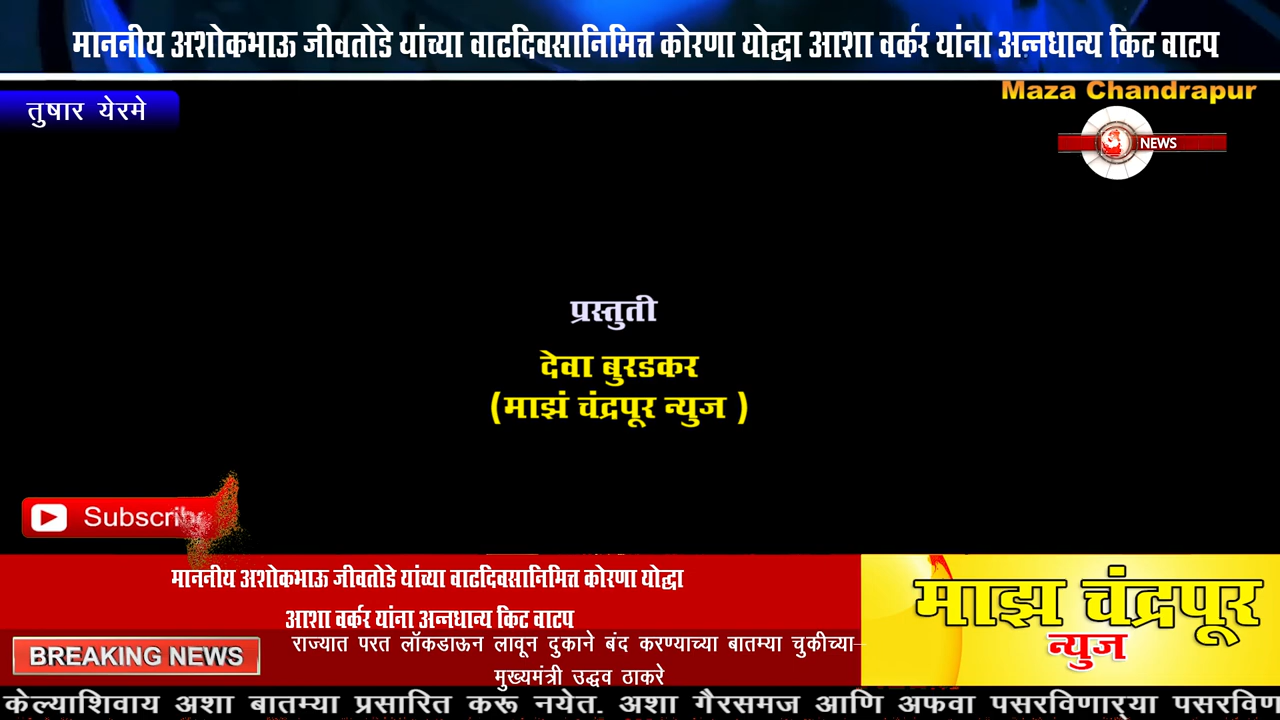 माननीय अशोकभाऊ जीवतोडे यांच्या वाढदिवसानिमित्त कोरणा योद्धा आशा वर्कर यांना अन्नधान्य किट वाटप
तुषार येरमे
Maza Chandrapur
NEWS
प्रस्तुती
देवा बुरडकर
(माझं चंद्रपूर न्युज )
Subscribe
माननीय अशोकभाऊ जीवतोडे यांच्या वाढदिवसानिमित्त कोरणा योद्धा
आशा वर्कर यांना अन्नधान्य किट वाटप
माझ चंद्रपूर
न्युज
BREAKING NEWS
राज्यात परत लॉकडाऊन लावून दुकाने बंद करण्याच्या बातम्या चुकीच्या–
मुख्यमंत्री उद्धव ठाकरे
केल्याशिवाय अशा बातम्या प्रसारित करू नयेत. अशा गैरसमज आणि अफवा पसरविणाऱ्या पसरविण